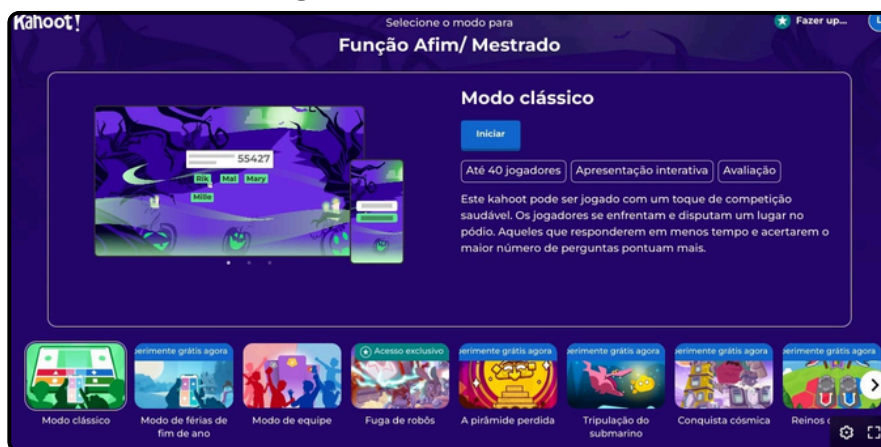 Kahoot!
Selecione o modo para
Fazer up...
Função Afim/ Mestrado
Modo clássico
Iniciar
55427
Rik Mal Mary
Mille
Até 40 jogadores Apresentação interativa Avaliação
Este kahoot pode ser jogado com um toque de competição
saudável. Os jogadores se enfrentam e disputam um lugar no
pódio. Aqueles que responderem em menos tempo e acertarem o
maior número de perguntas pontuam mais.
perimente grátis agora
Acesso exclusivo
perimente grátis agora
perimente grátis agora
perimente grátis agora
Modo clássico
Modo de férias de
fim de ano
Modo de equipe
Fuga de robôs
A pirâmide perdida
Tripulação do
submarino
Conquista cósmica
Reinos